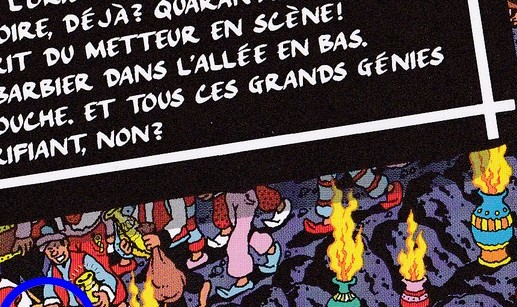 OIRE, DÉJÀ? QUARAN
RIT DU METTEUR EN SCÈNE!
BARBIER DANS L'ALLÉE EN BAS.
OUCHE. ET TOUS CES GRANDS GÉNIES
RIFIANT, NON?